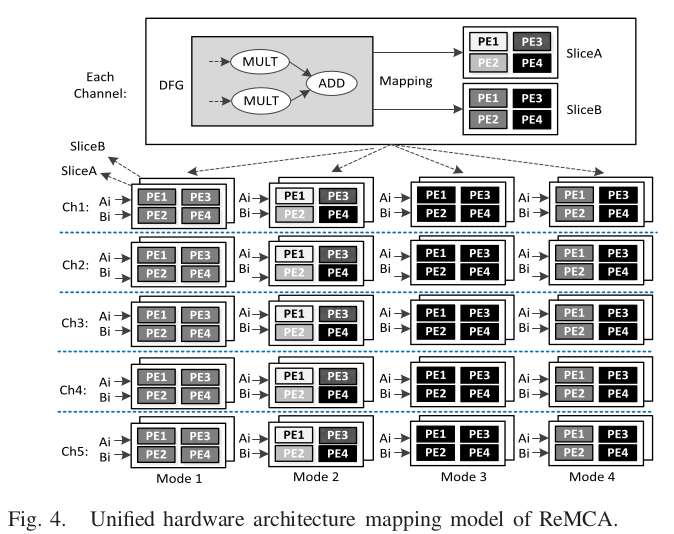 Each
Channel:
DFG
MULT
MULT
ADD
Mapping
PE1 PE3
PE2 PE4
SliceA
PE1 PE3
PE2 PE4
SliceB
SliceB
SliceA
Ch1: Ai PE1 PE3 Ai PE1 PE3 Ai PE1 PE3 Ai PE1 PE3
Bi PE2 PE4 Bi PE2 PE4 Bi PE2 PE4 Bi PE2 PE4
Ch2: Ai PE1 PE3 Ai PE1 PE3 Ai PE1 PE3 Ai PE1 PE3
Bi PE2 PE4 Bi PE2 PE4 Bi PE2 PE4 Bi PE2 PE4
Ch3: Ai PE1 PE3 Ai PE1 PE3 Ai PE1 PE3 Ai PE1 PE3
Bi PE2 PE4 Bi PE2 PE4 Bi PE2 PE4 Bi PE2 PE4
Ch4: Ai PE1 PE3 Ai PE1 PE3 Ai PE1 PE3 Ai PE1 PE3
Bi PE2 PE4 Bi PE2 PE4 Bi PE2 PE4 Bi PE2 PE4
Ch5: Ai PE1 PE3 Ai PE1 PE3 Ai PE1 PE3 Ai PE1 PE3
Bi PE2 PE4 Bi PE2 PE4 Bi PE2 PE4 Bi PE2 PE4
Mode 1 Mode 2 Mode 3 Mode 4
Fig. 4. Unified hardware architecture mapping model of ReMCA.